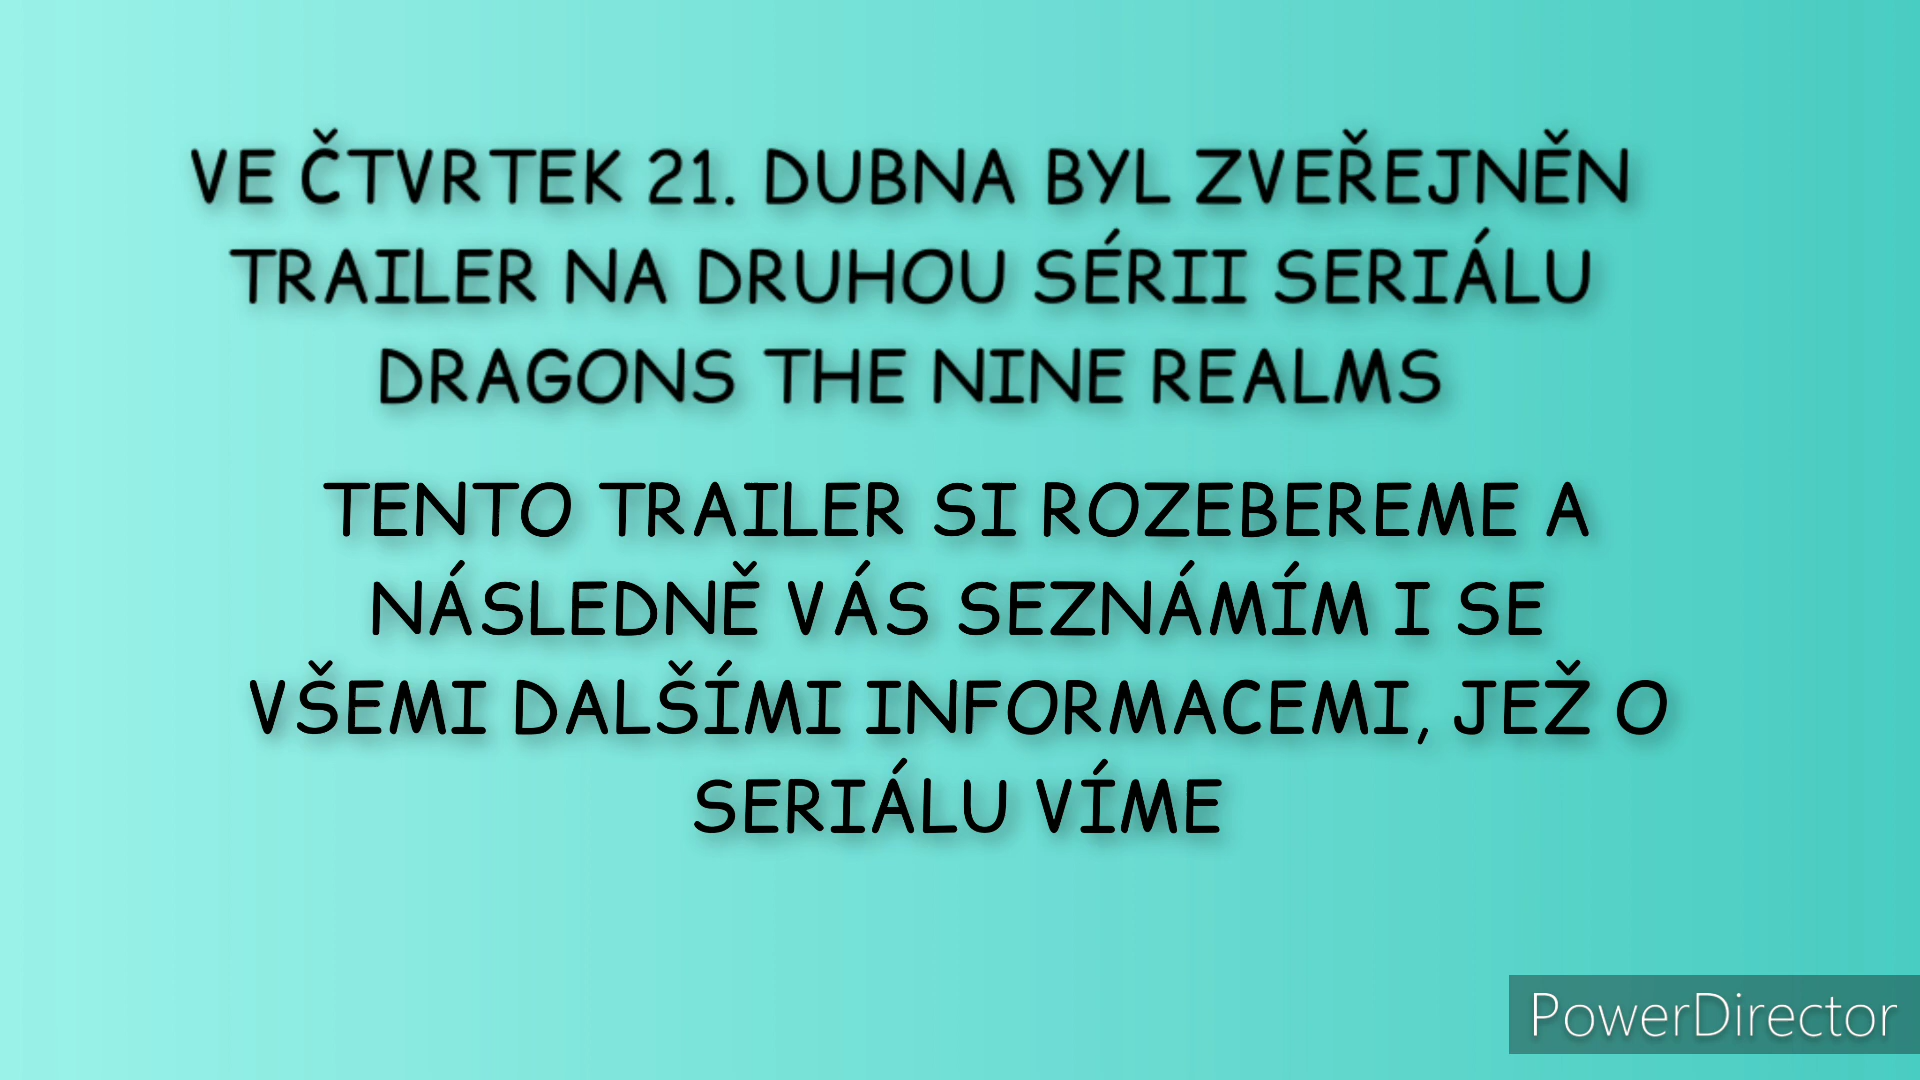 VE ČTVRTEK 21. DUBNA BYL ZVEŘEJNĚN
TRAILER NA DRUHOU SÉRII SERIÁLU
DRAGONS THE NINE REALMS
TENTO TRAILER SI ROZEBEREME A
NÁSLEDNĚ VÁS SEZNÁMÍM I SE
VŠEMI DALŠÍMI INFORMACEMI, JEŽ O
SERIÁLU VÍME
PowerDirector